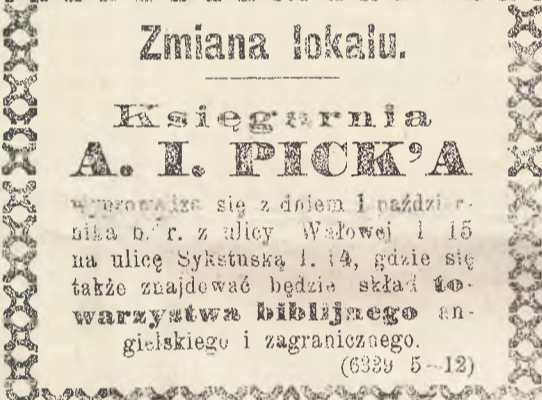 Zmiana lokalu.
Księgarnia
A. I. PICK'A
wyprowadza się z dniem 1 paździer-
nika b. r. z ulicy Wałowej l 15
na ulicę Sykstuską l. 14, gdzie się
także znajdować będzie skład to-
warzystwa biblijnego an-
gielskiego i zagranicznego.
(6339 5—12)